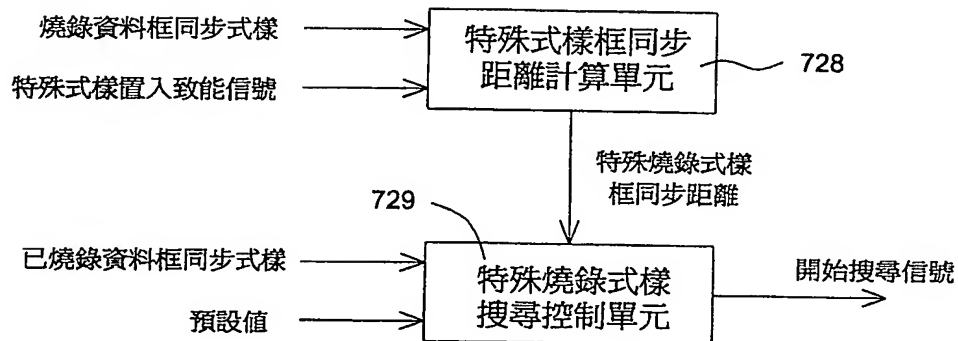 燒錄資料框同步式樣
特殊式樣置入致能信號
特殊式樣框同步
距離計算單元
728
特殊燒錄式樣
框同步距離
729
已燒錄資料框同步式樣
預設值
特殊燒錄式樣
搜尋控制單元
開始搜尋信號